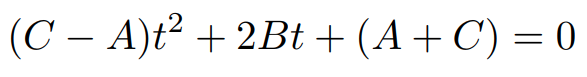 (C − A)t² + 2Bt + (A + C) = 0